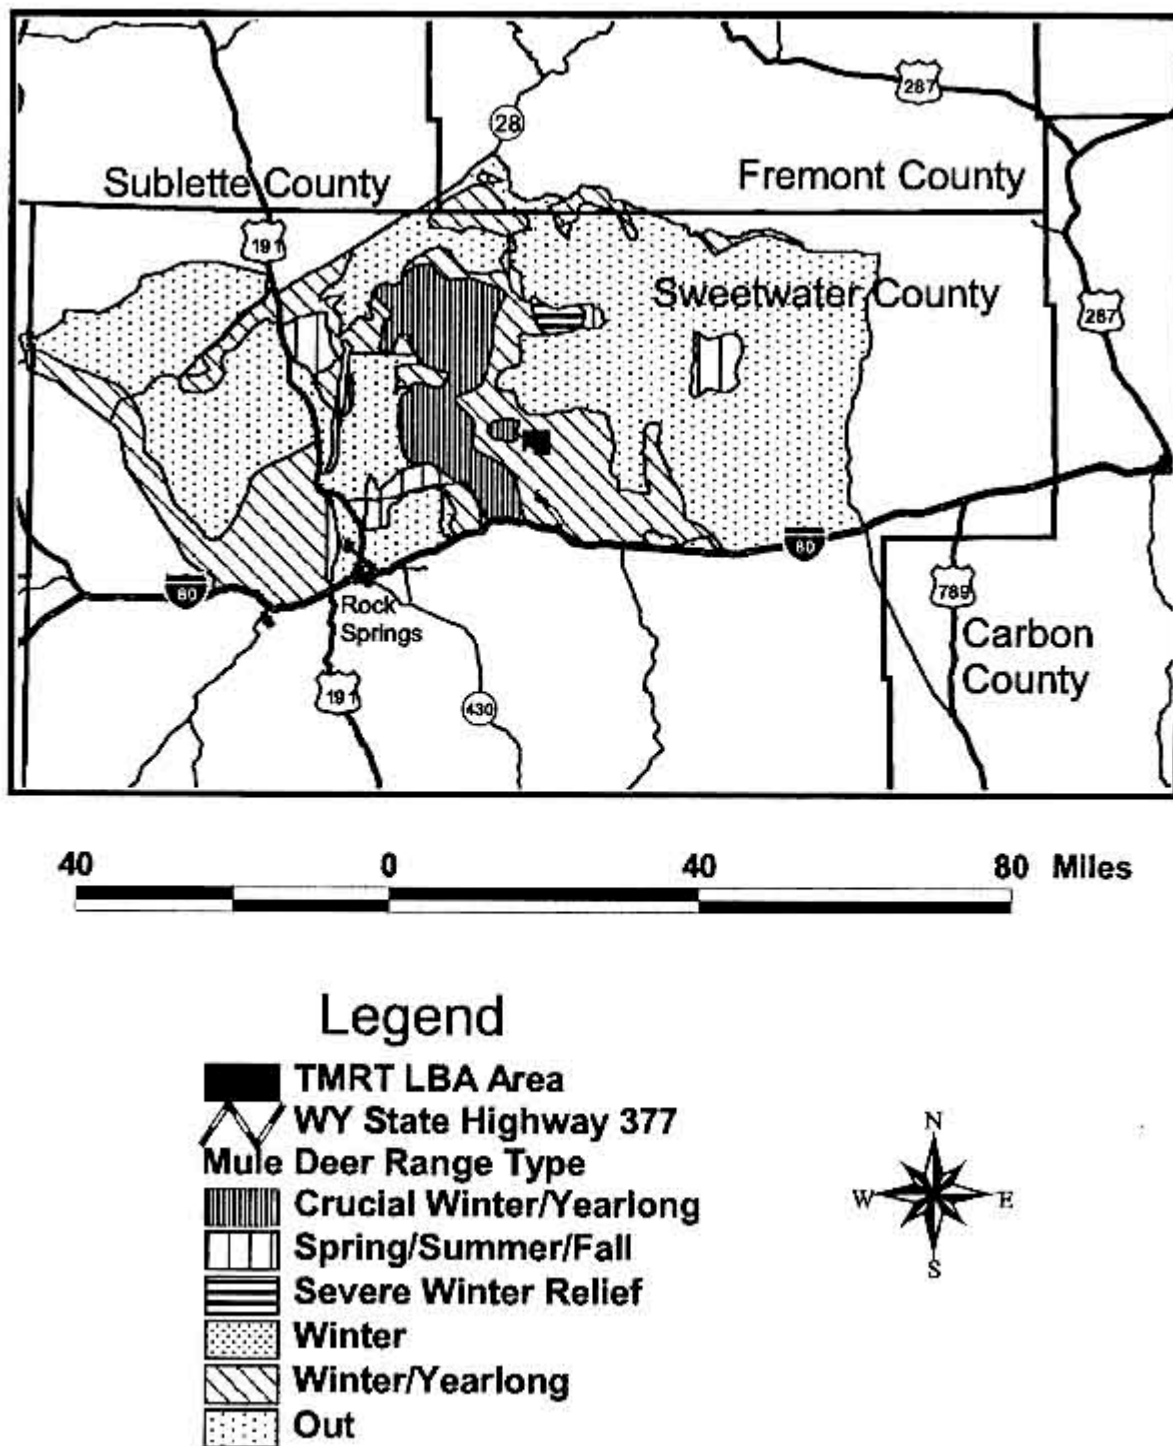 287
28
Sublette County
Fremont County
191
Sweetwater County
287
80
80
Rock
Springs
789
Carbon
County
191
430
40 0 40 80 Miles
Legend
TMRT LBA Area
WY State Highway 377
Mule Deer Range Type
Crucial Winter/Yearlong
Spring/Summer/Fall
Severe Winter Relief
Winter
Winter/Yearlong
Out
N
W E
S